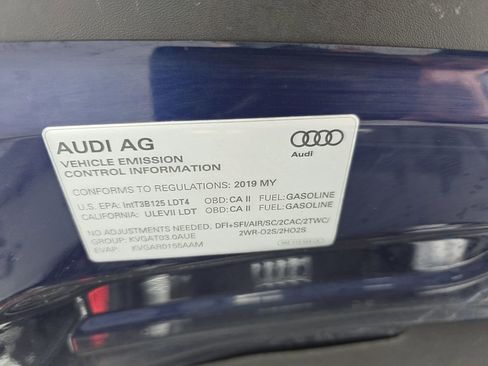 AUDI AG
Audi
VEHICLE EMISSION
CONTROL INFORMATION
CONFORMS TO REGULATIONS: 2019 MY
U.S. EPA: IntT3B125 LDT4 OBD: CA II FUEL: GASOLINE
CALIFORNIA: ULEVII LDT OBD: CA II FUEL: GASOLINE
NO ADJUSTMENTS NEEDED, DFI+SFI/AIR/SC/2CAC/2TWC/
2WR-O2S/2HO2S
GROUP: KVGAT03.0AUE
EVAP: KVGAR0155AAM